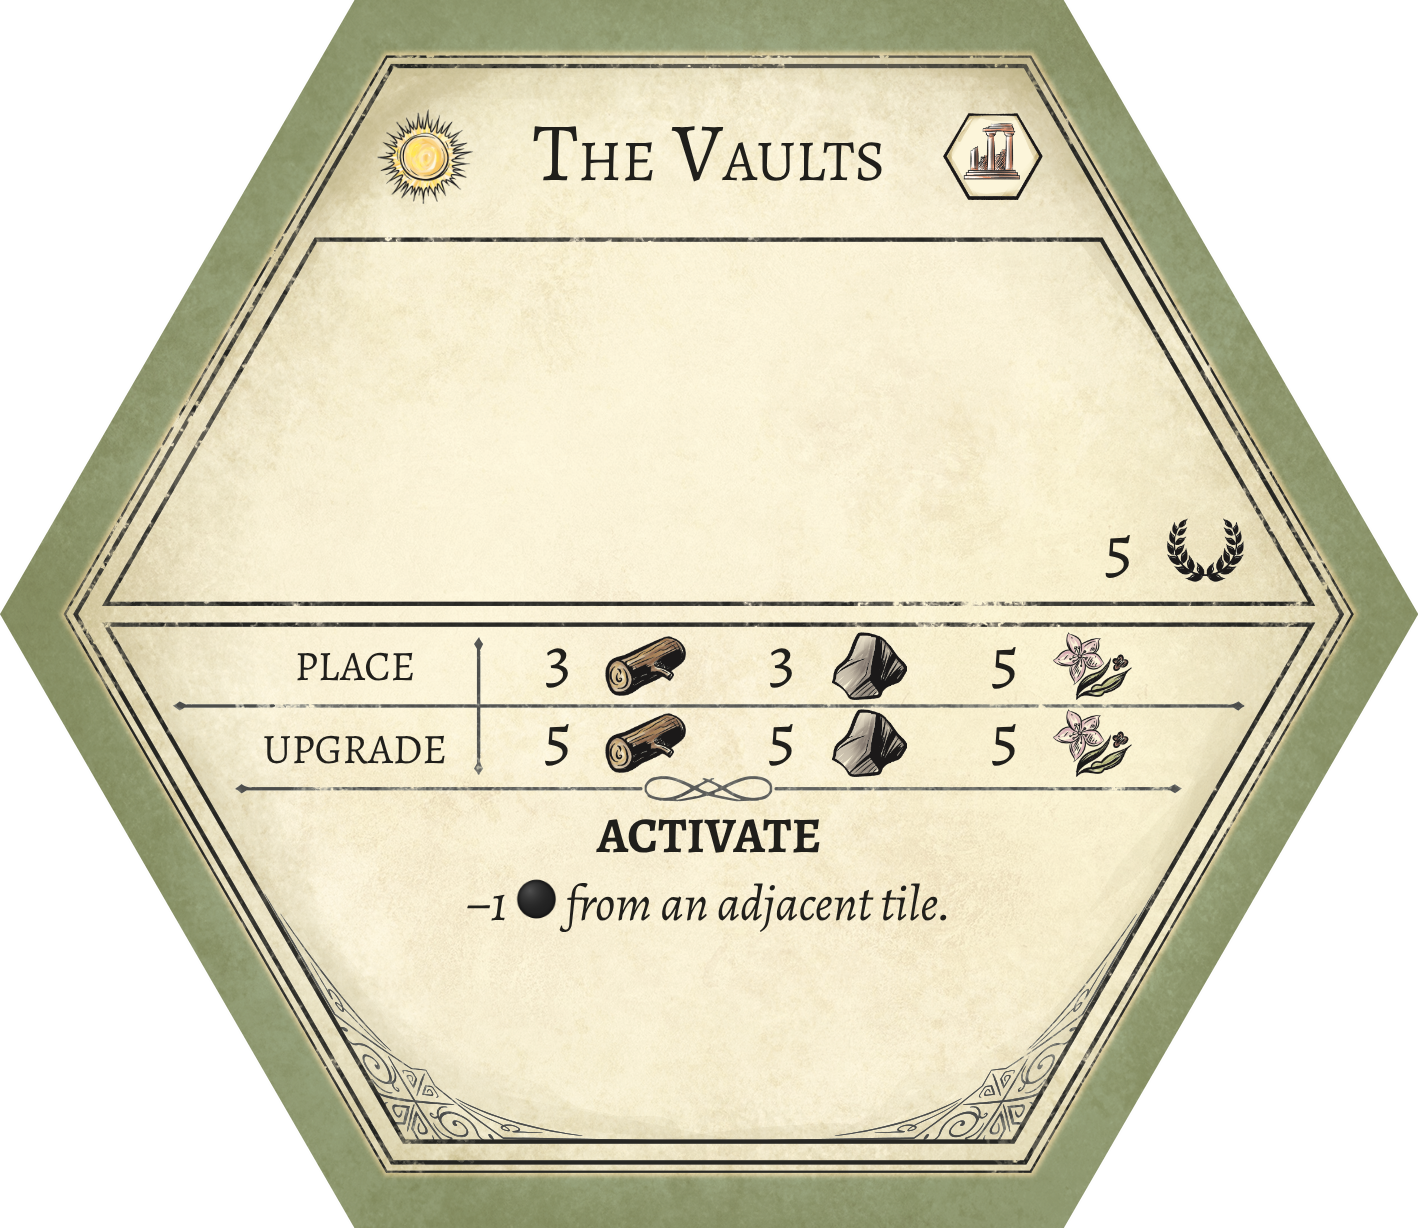 The Vaults
5
PLACE 3 3 5
UPGRADE 5 5 5
ACTIVATE
–1 from an adjacent tile.